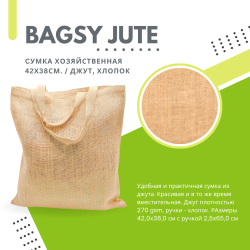 BAGSY JUTE
СУМКА ХОЗЯЙСТВЕННАЯ
42Х38СМ. / ДЖУТ, ХЛОПОК
Удобная и практичная сумка из
джута. Красивая и в то же время
вместительная. Джут плотностью
270 gsm, ручки - хлопок. РАзмеры
42,0х38,0 см с ручкой 2,5х65,0 см